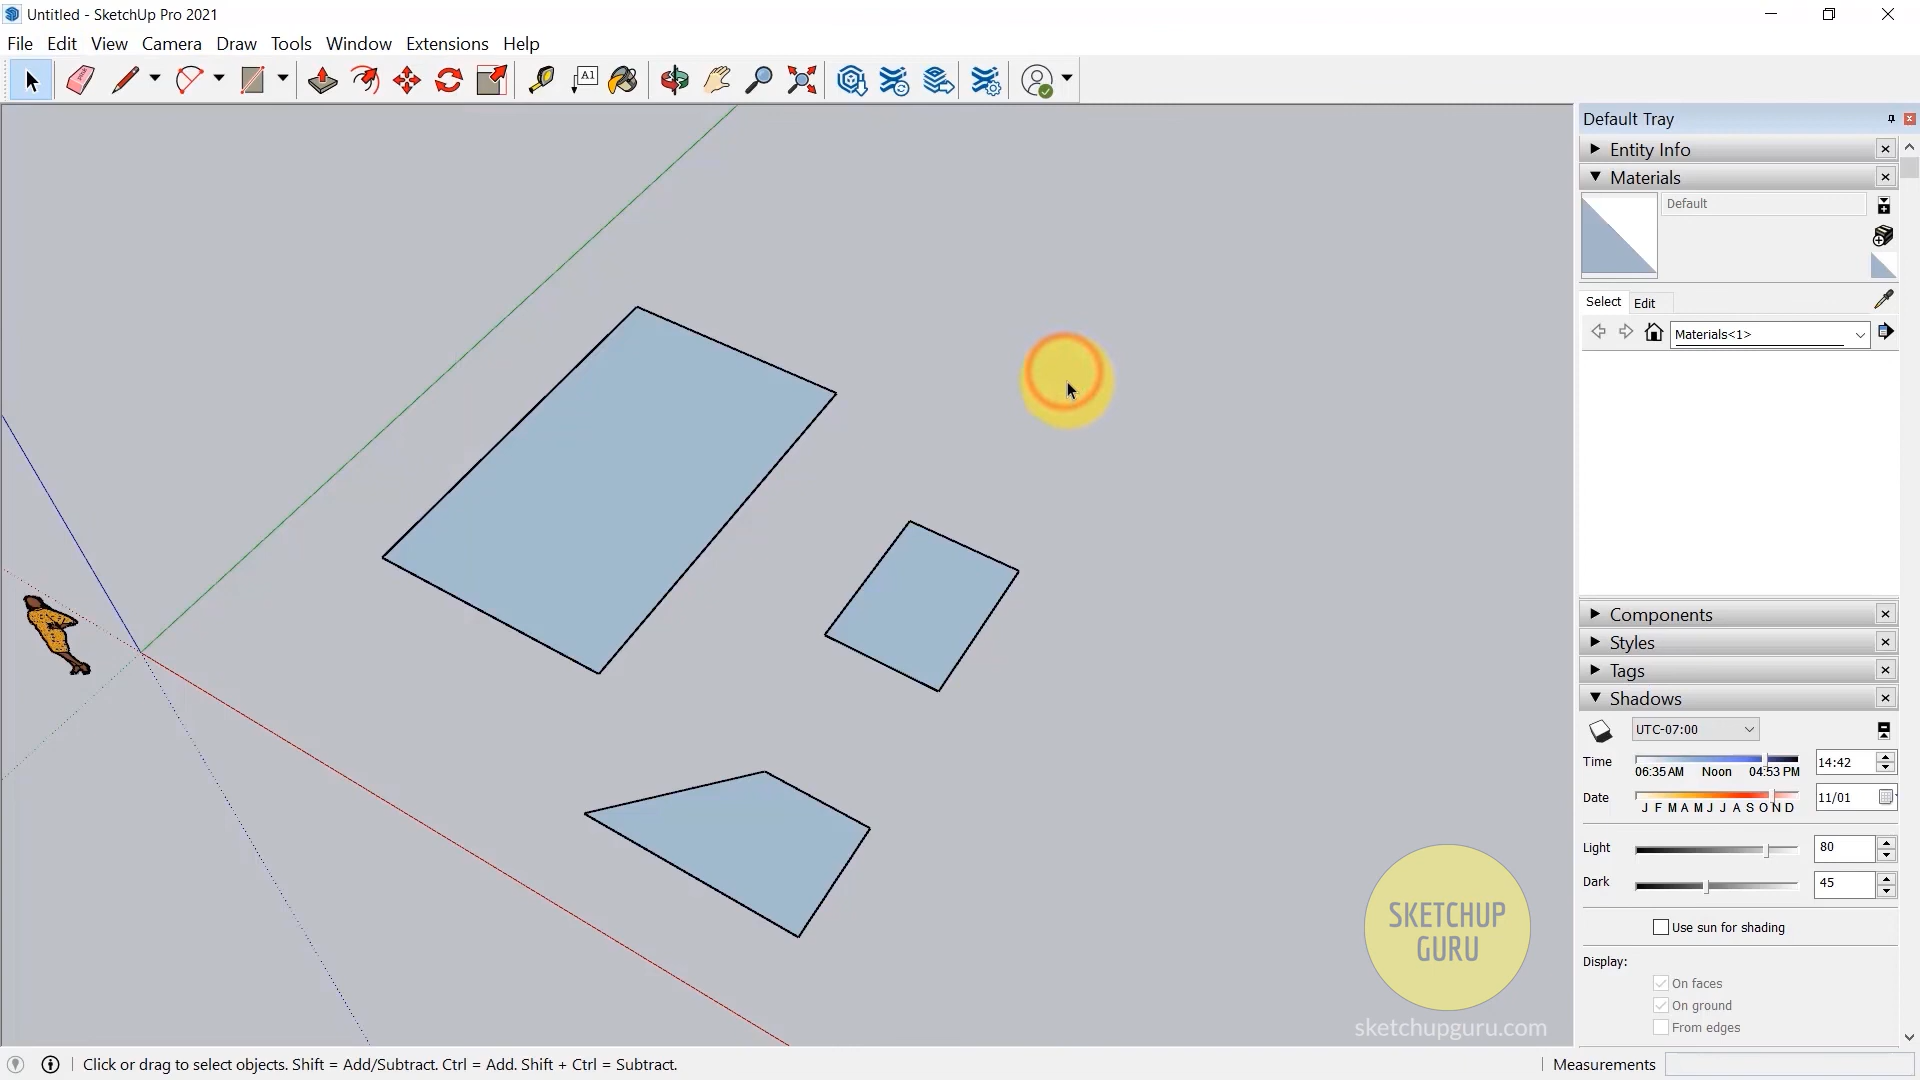 Untitled - SketchUp Pro 2021
File Edit View Camera Draw Tools Window Extensions Help
A1
Default Tray
Entity Info
Materials
Default
Select Edit
Materials<1>
Components
Styles
Tags
Shadows
UTC-07:00
Time 06:35 AM Noon 04:53 PM 14:42
Date J F M A M J J A S O N D 11/01
Light 80
Dark 45
Use sun for shading
Display:
On faces
On ground
From edges
SKETCHUP
GURU
sketchupguru.com
Click or drag to select objects. Shift = Add/Subtract. Ctrl = Add. Shift + Ctrl = Subtract.
Measurements